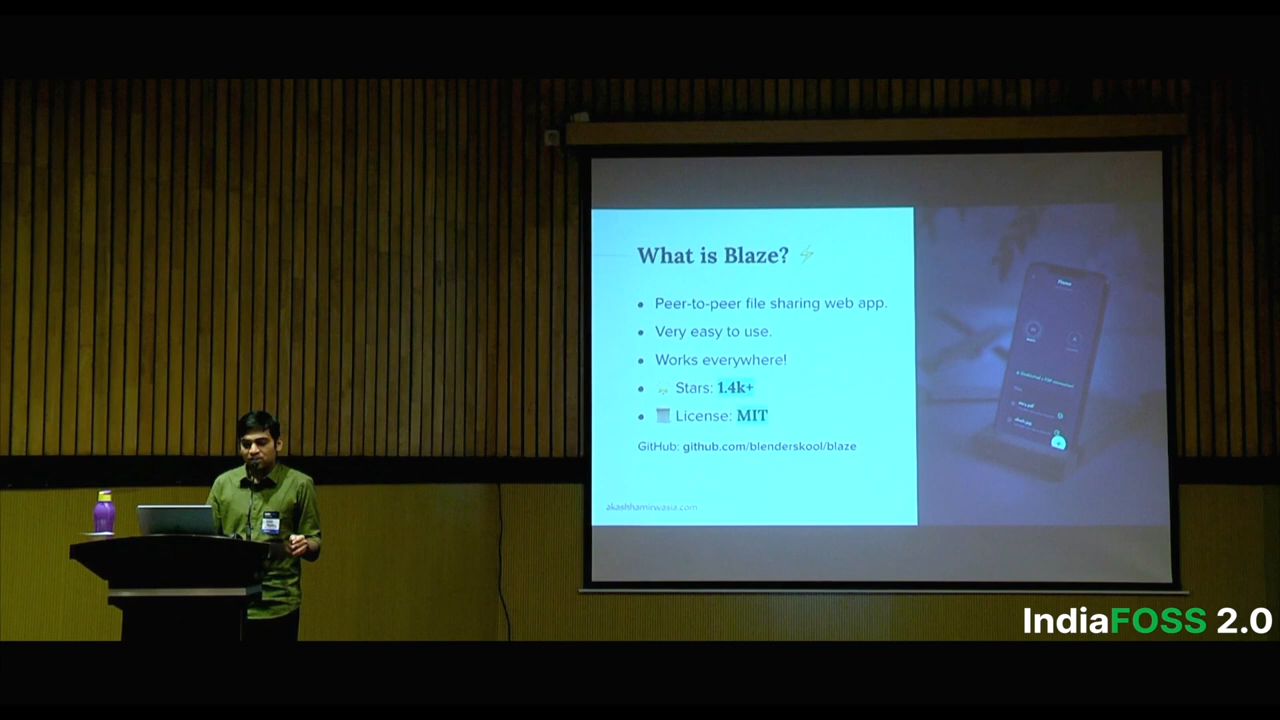 What is Blaze? ⚡
• Peer-to-peer file sharing web app.
• Very easy to use.
• Works everywhere!
• Stars: 1.4k+
• License: MIT
GitHub: github.com/blenderskool/blaze
akashhamirwasia.com
IndiaFOSS 2.0